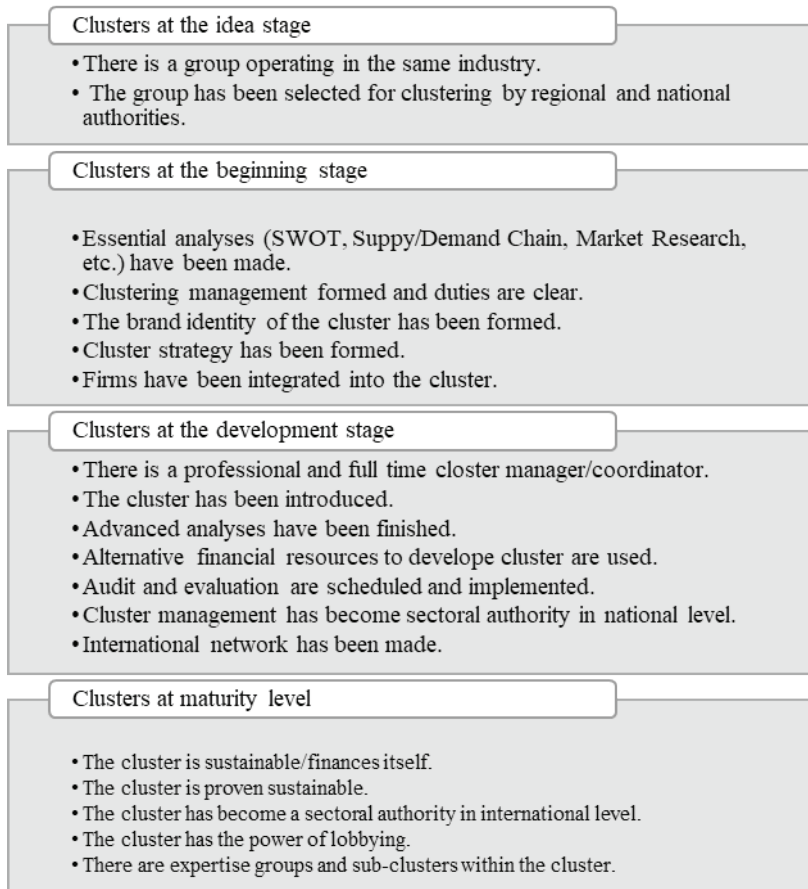 Clusters at the idea stage
•There is a group operating in the same industry.
• The group has been selected for clustering by regional and national
authorities.
Clusters at the beginning stage
•Essential analyses (SWOT, Suppy/Demand Chain, Market Research,
etc.) have been made.
•Clustering management formed and duties are clear.
•The brand identity of the cluster has been formed.
•Cluster strategy has been formed.
•Firms have been integrated into the cluster.
Clusters at the development stage
•There is a professional and full time closter manager/coordinator.
•The cluster has been introduced.
•Advanced analyses have been finished.
•Alternative financial resources to develope cluster are used.
•Audit and evaluation are scheduled and implemented.
•Cluster management has become sectoral authority in national level.
•International network has been made.
Clusters at maturity level
•The cluster is sustainable/finances itself.
•The cluster is proven sustainable.
•The cluster has become a sectoral authority in international level.
•The cluster has the power of lobbying.
•There are expertise groups and sub-clusters within the cluster.